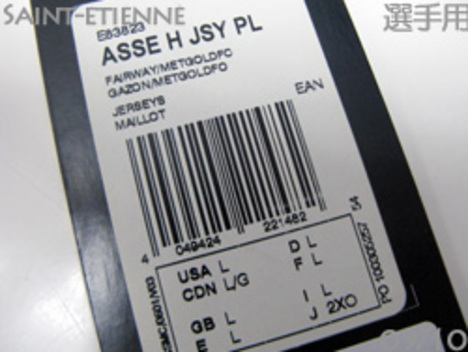 SAINT-ETIENNE
選手用
E83823
ASSE H JSY PL
FAIRWAY/METGOLDFC
GAZON/METGOLDFO
JERSEYS
MAILLOT
EAN
4 049424 221482
USA L D L
CDN L/G F L
GB L I L
E L J 2XO